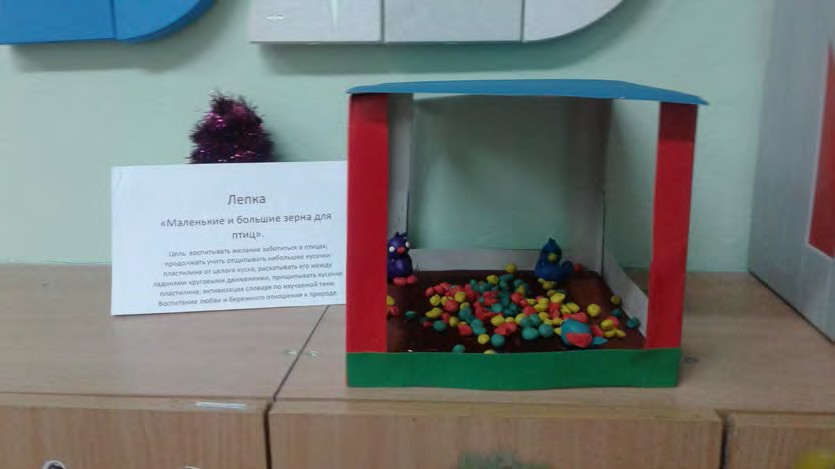 Лепка
«Маленькие и большие зерна для
птиц».
Цель: воспитывать желание заботиться о птицах;
продолжать учить отщипывать небольшие кусочки
пластилина от целого куска, раскатывать его между
ладонями круговыми движениями, прищипывать кусочки
пластилина; активизация словаря по изучаемой теме.
Воспитание любви и бережного отношения к природе.